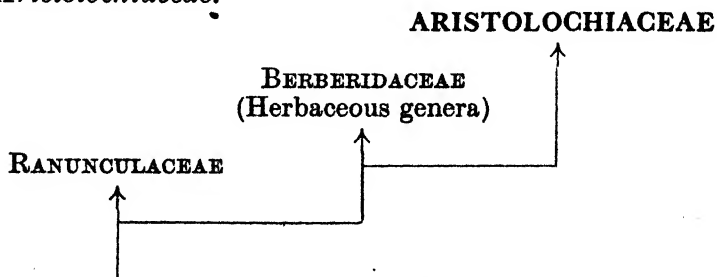 Aristolochiaceae.
ARISTOLOCHIACEAE
BERBERIDACEAE
(Herbaceous genera)
RANUNCULACEAE